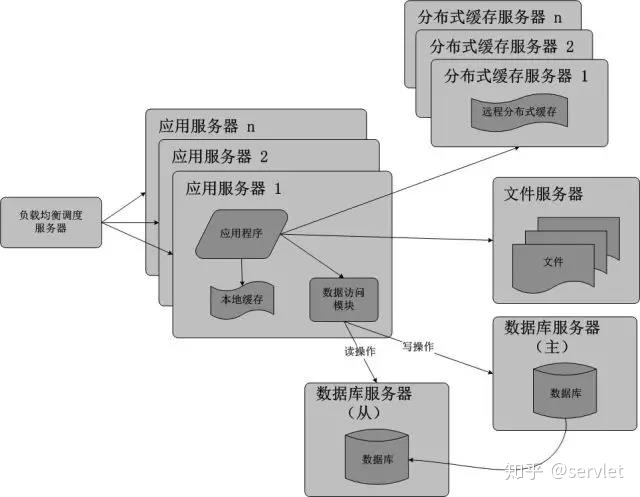 分布式缓存服务器 n
分布式缓存服务器 2
分布式缓存服务器 1
远程分布式缓存
应用服务器 n
应用服务器 2
应用服务器 1
应用程序
本地缓存
数据访问
模块
负载均衡调度
服务器
文件服务器
文件
读操作
写操作
数据库服务器
（主）
数据库
数据库服务器
（从）
数据库
知乎 @servlet